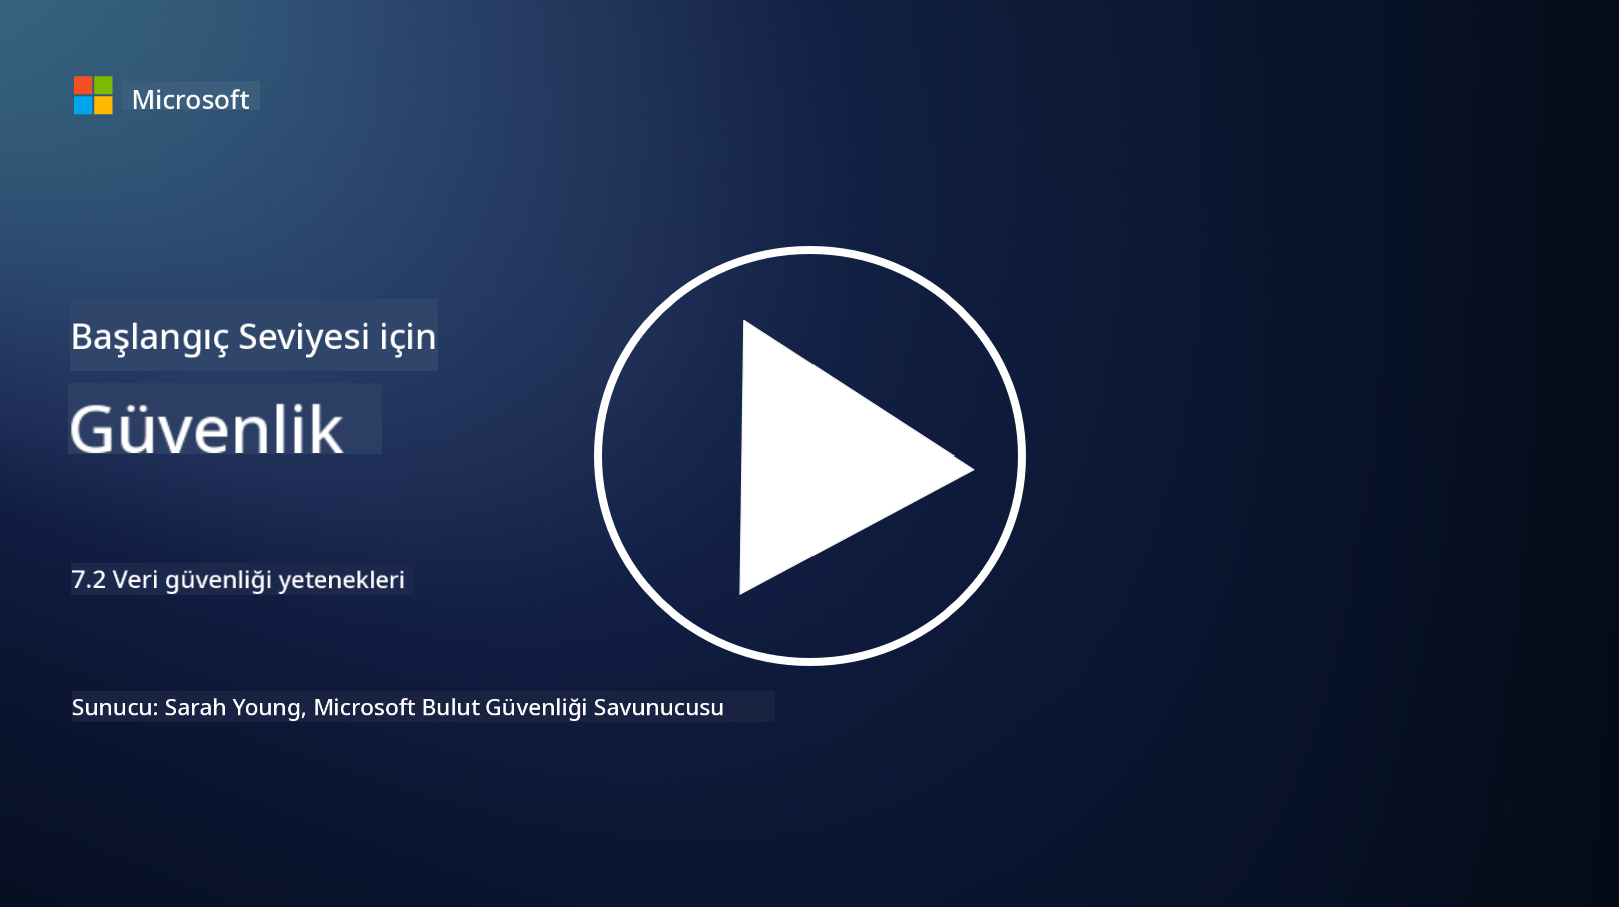 Microsoft
Başlangıç Seviyesi için
Güvenlik
7.2 Veri güvenliği yetenekleri
Sunucu: Sarah Young, Microsoft Bulut Güvenliği Savunucusu